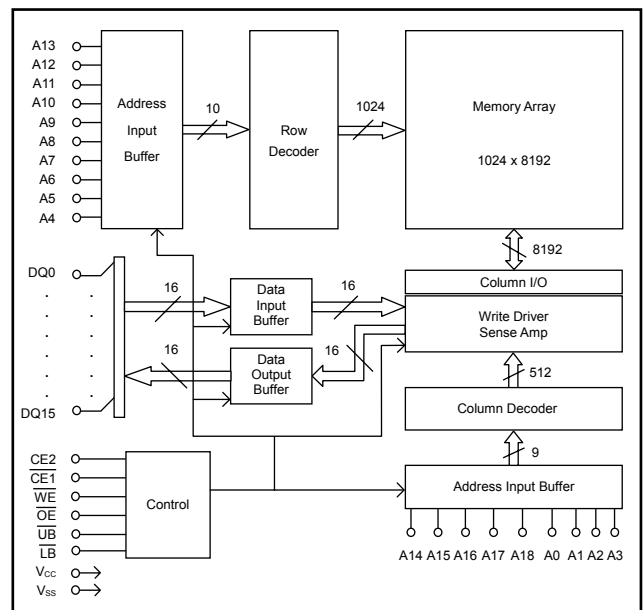 A13
A12
A11
A10
A9
A8
A7
A6
A5
A4
Address
Input
Buffer
10
Row
Decoder
1024
Memory Array
1024 x 8192
8192
DQ0
DQ15
16
Data
Input
Buffer
16
Column I/O
Write Driver
Sense Amp
16
Data
Output
Buffer
16
512
Column Decoder
9
Address Input Buffer
CE2
CE1
WE
OE
UB
LB
VCC
VSS
Control
A14 A15 A16 A17 A18 A0 A1 A2 A3